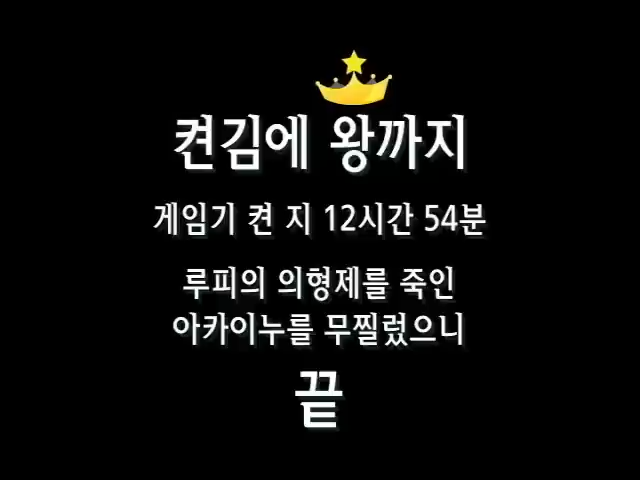 켠김에 왕까지
게임기 켠 지 12시간 54분
루피의 의형제를 죽인
아카이누를 무찔렀으니
끝